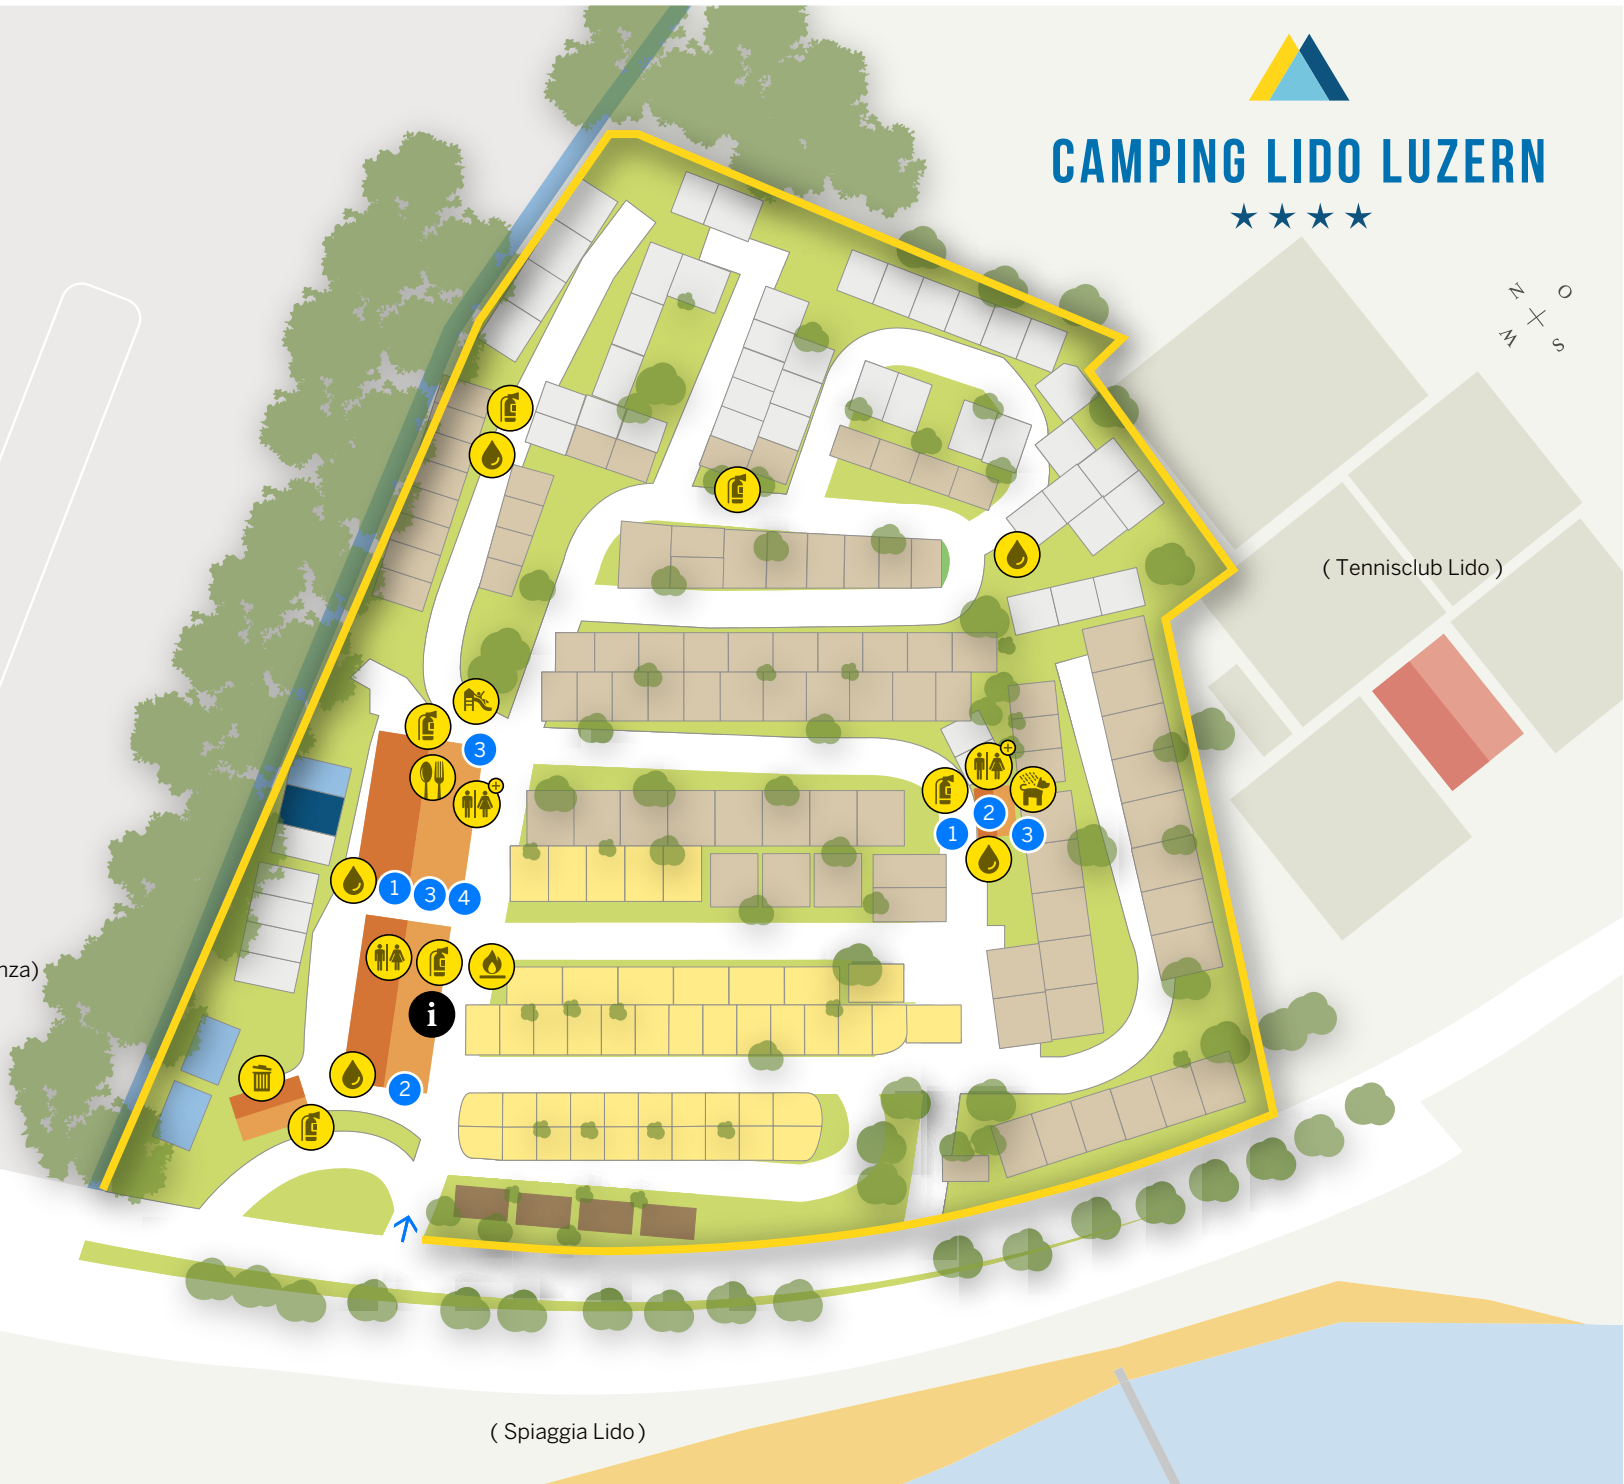 CAMPING LIDO LUZERN
N O
W S
( Tennisclub Lido )
3
2
1 3
1 3 4
nza)
i
2
( Spiaggia Lido )